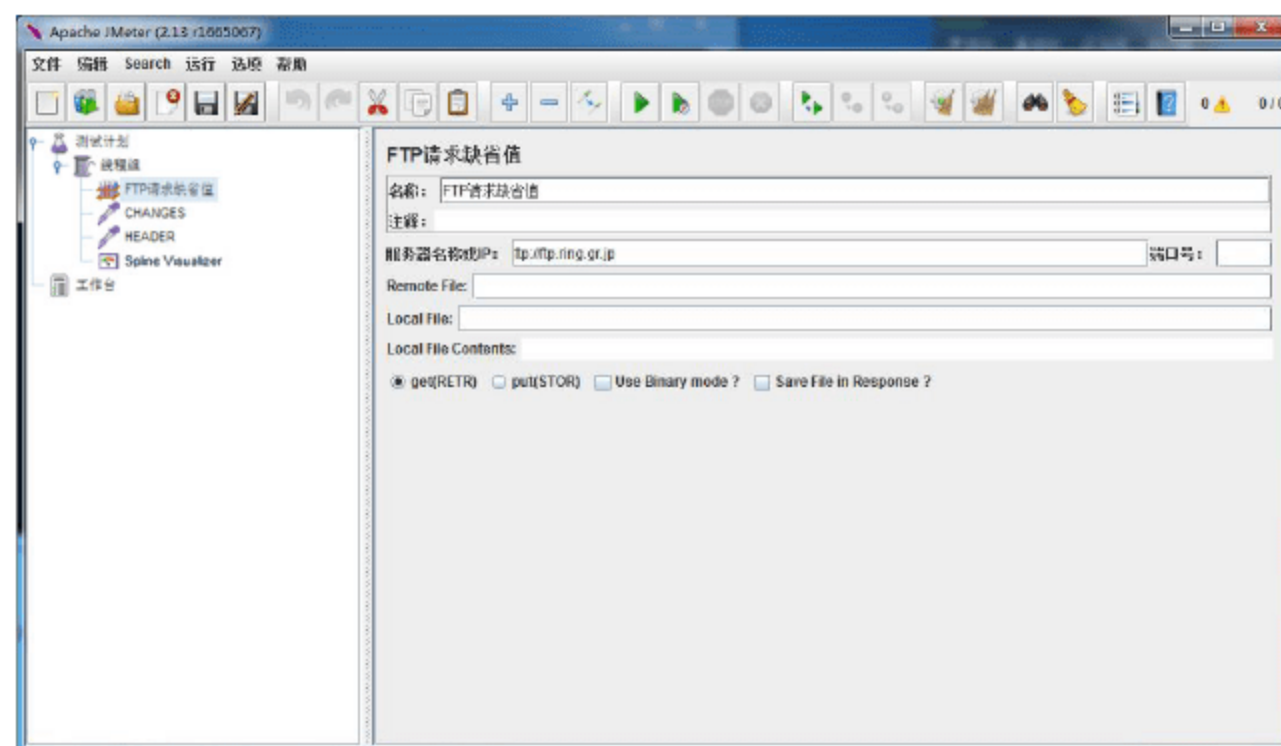 Apache JMeter (2.13 r1665067)
文件 编辑 Search 运行 选项 帮助
0 0 / 0
测试计划
线程组
FTP请求缺省值
CHANGES
HEADER
Spline Visualizer
工作台
FTP请求缺省值
名称： FTP请求缺省值
注释：
服务器名称或IP： ftp://ftp.ring.gr.jp 端口号：
Remote File:
Local File:
Local File Contents:
get(RETR) put(STOR) Use Binary mode ? Save File in Response ?